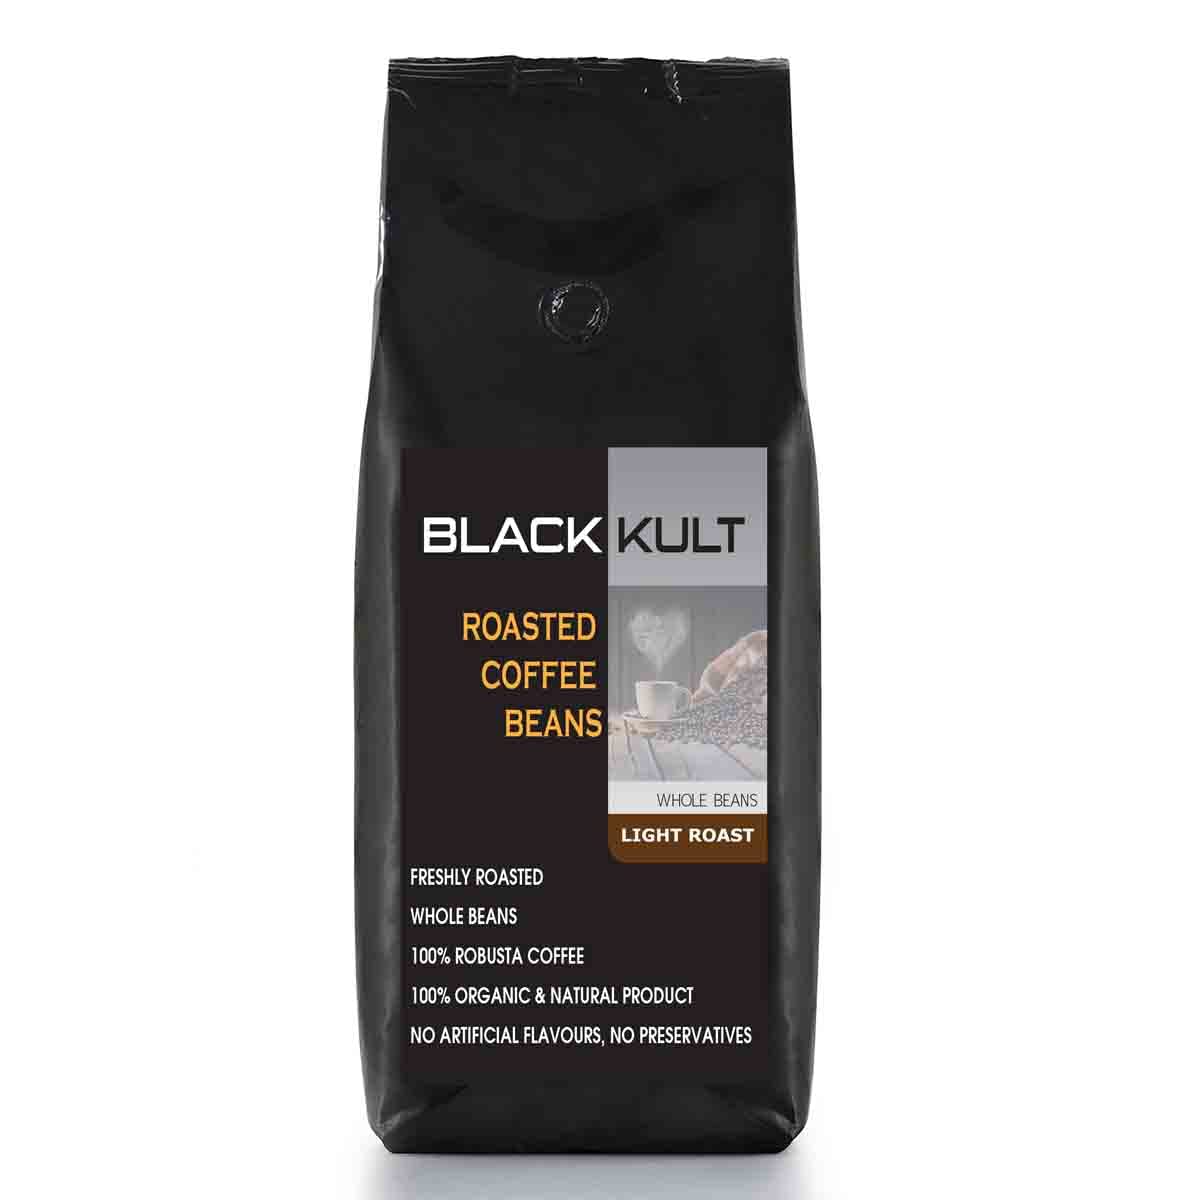 BLACK KULT
ROASTED
COFFEE
BEANS
WHOLE BEANS
LIGHT ROAST
FRESHLY ROASTED
WHOLE BEANS
100% ROBUSTA COFFEE
100% ORGANIC & NATURAL PRODUCT
NO ARTIFICIAL FLAVOURS, NO PRESERVATIVES